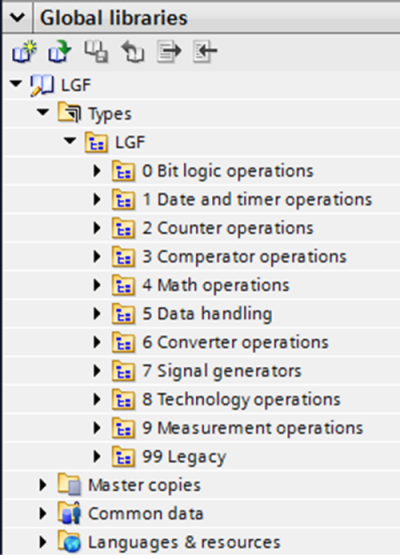 Global libraries
LGF
Types
LGF
0 Bit logic operations
1 Date and timer operations
2 Counter operations
3 Comperator operations
4 Math operations
5 Data handling
6 Converter operations
7 Signal generators
8 Technology operations
9 Measurement operations
99 Legacy
Master copies
Common data
Languages & resources